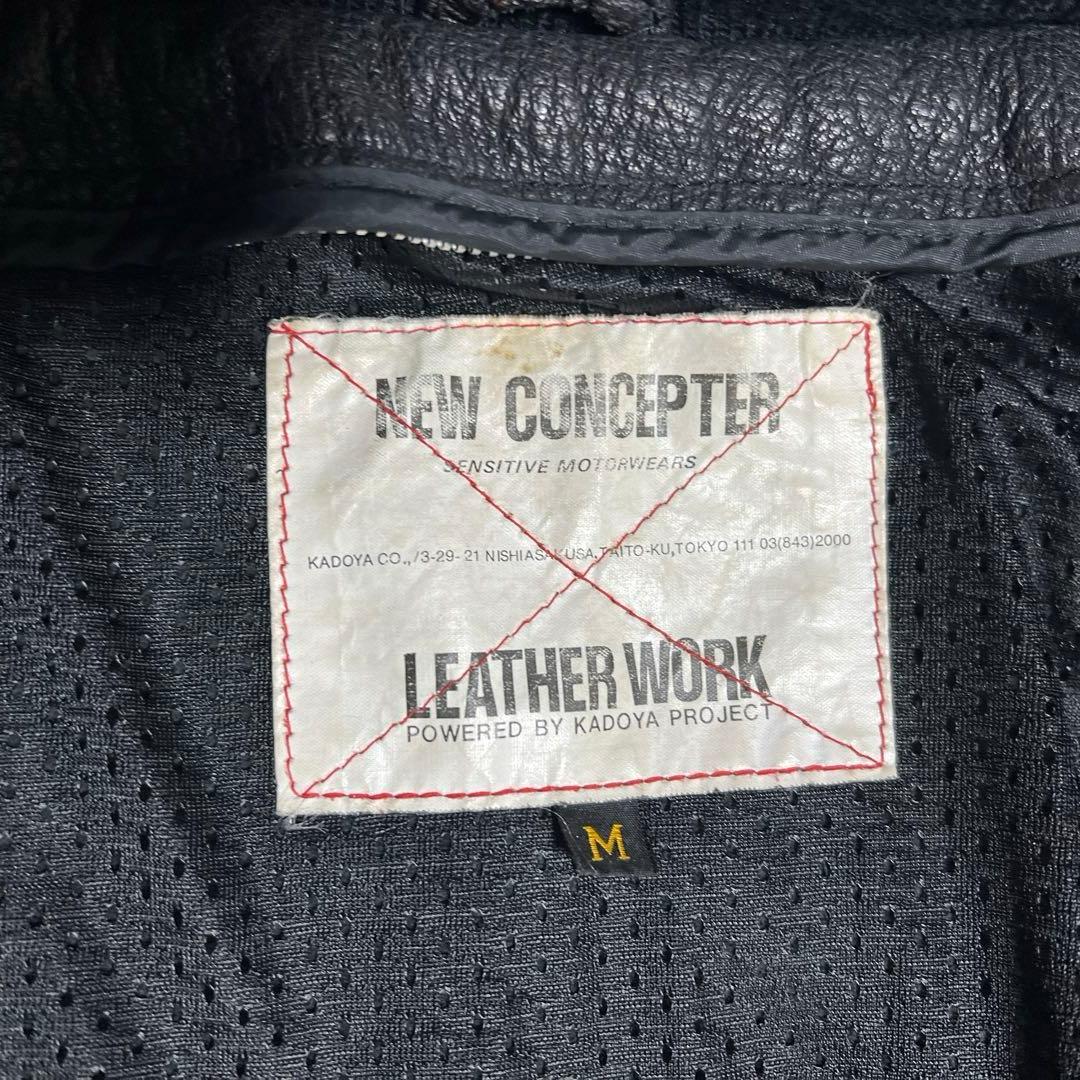 NEW CONCEPTER
SENSITIVE MOTORWEARS
KADOYA CO.,/3-29-21 NISHIASAKUSA,TAITO-KU,TOKYO 111 03(843)2000
LEATHER WORK
POWERED BY KADOYA PROJECT
M